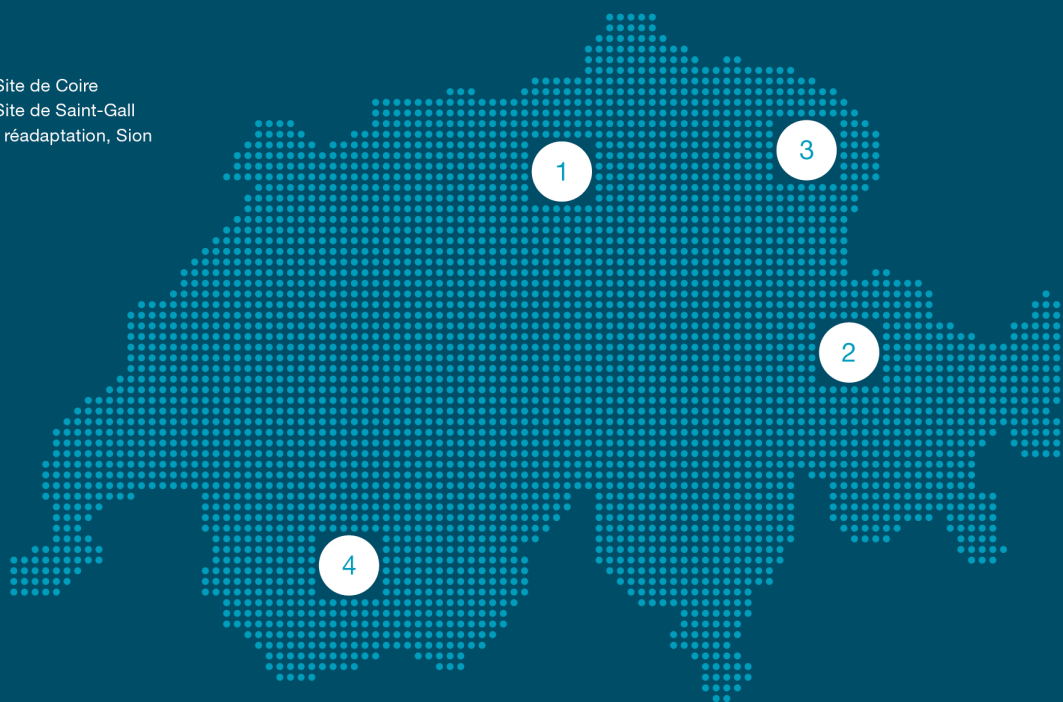 Site de Coire
Site de Saint-Gall
réadaptation, Sion
1
3
2
4